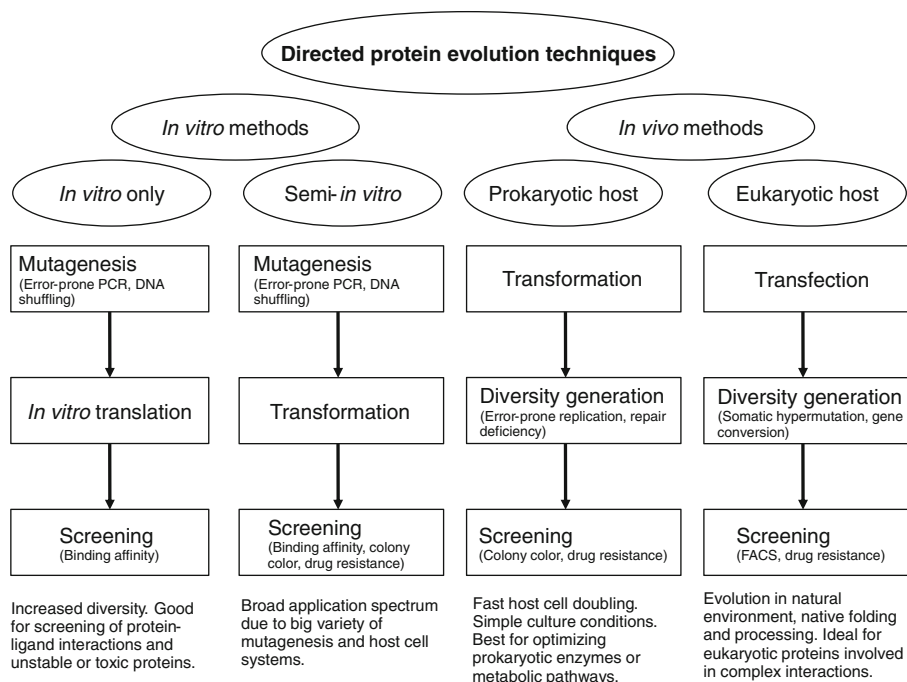 Directed protein evolution techniques
In vitro methods
In vivo methods
In vitro only
Semi-in vitro
Prokaryotic host
Eukaryotic host
Mutagenesis
(Error-prone PCR, DNA
shuffling)
Mutagenesis
(Error-prone PCR, DNA
shuffling)
Transformation
Transfection
In vitro translation
Transformation
Diversity generation
(Error-prone replication, repair
deficiency)
Diversity generation
(Somatic hypermutation, gene
conversion)
Screening
(Binding affinity)
Screening
(Binding affinity, colony
color, drug resistance)
Screening
(Colony color, drug resistance)
Screening
(FACS, drug resistance)
Increased diversity. Good
for screening of protein-
ligand interactions and
unstable or toxic proteins.
Broad application spectrum
due to big variety of
mutagenesis and host cell
systems.
Fast host cell doubling.
Simple culture conditions.
Best for optimizing
prokaryotic enzymes or
metabolic pathways.
Evolution in natural
environment, native folding
and processing. Ideal for
eukaryotic proteins involved
in complex interactions.